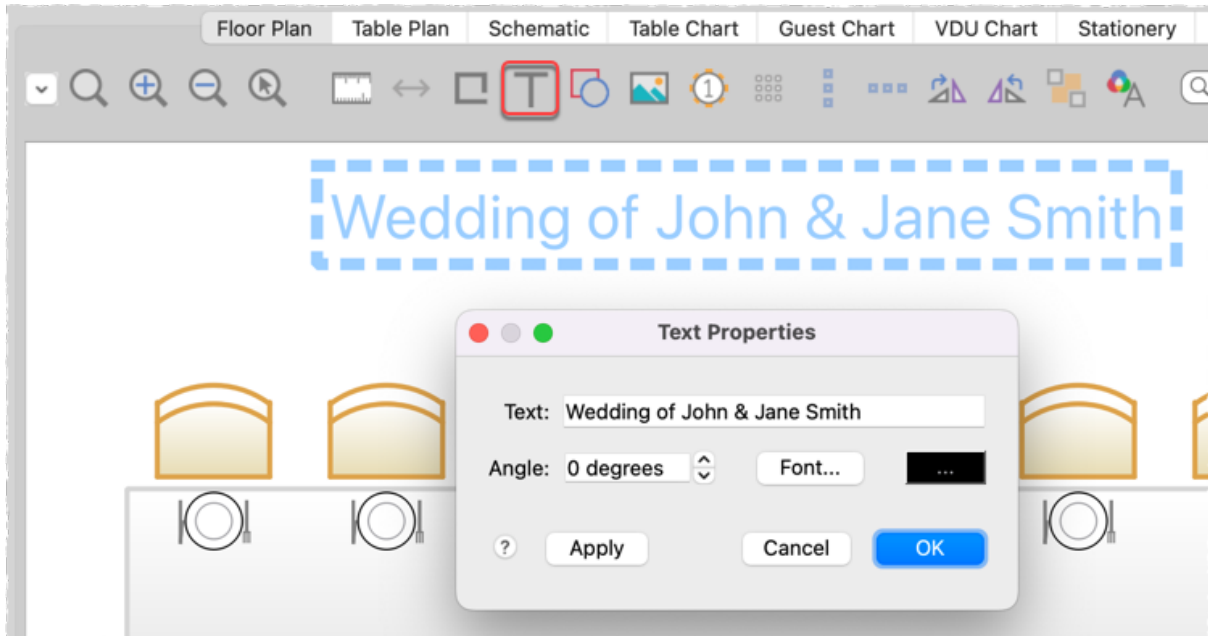 Floor Plan Table Plan Schematic Table Chart Guest Chart VDU Chart Stationery
T 1 A
Wedding of John & Jane Smith
Text Properties
Text: Wedding of John & Jane Smith
Angle: 0 degrees Font... ...
? Apply Cancel OK